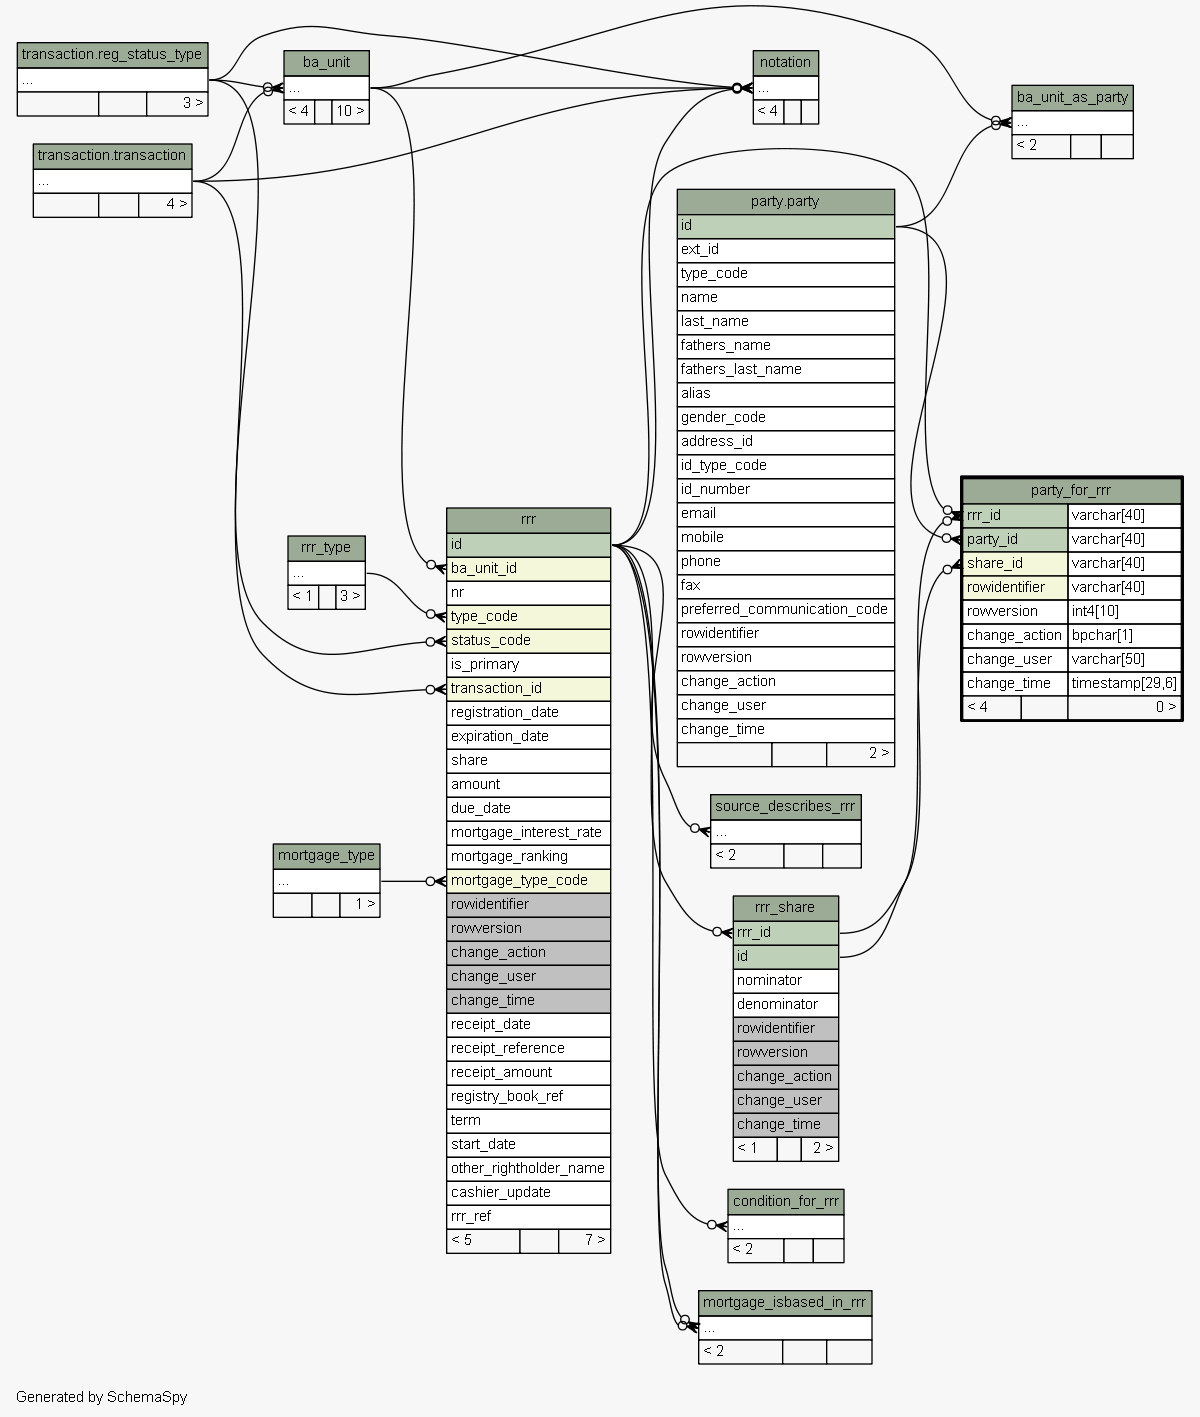 transaction.reg_status_type
...
3 >
ba_unit
...
< 4 10 >
notation
...
< 4
ba_unit_as_party
...
< 2
transaction.transaction
...
4 >
party.party
id
ext_id
type_code
name
last_name
fathers_name
fathers_last_name
alias
gender_code
address_id
id_type_code
id_number
email
mobile
phone
fax
preferred_communication_code
rowidentifier
rowversion
change_action
change_user
change_time
2 >
party_for_rrr
rrr_id varchar[40]
party_id varchar[40]
share_id varchar[40]
rowidentifier varchar[40]
rowversion int4[10]
change_action bpchar[1]
change_user varchar[50]
change_time timestamp[29,6]
< 4 0 >
rrr
id
ba_unit_id
nr
type_code
status_code
is_primary
transaction_id
registration_date
expiration_date
share
amount
due_date
mortgage_interest_rate
mortgage_ranking
mortgage_type_code
rowidentifier
rowversion
change_action
change_user
change_time
receipt_date
receipt_reference
receipt_amount
registry_book_ref
term
start_date
other_rightholder_name
cashier_update
rrr_ref
< 5 7 >
rrr_type
...
< 1 3 >
mortgage_type
...
1 >
source_describes_rrr
...
< 2
rrr_share
rrr_id
id
nominator
denominator
rowidentifier
rowversion
change_action
change_user
change_time
< 1 2 >
condition_for_rrr
...
< 2
mortgage_isbased_in_rrr
...
< 2
Generated by SchemaSpy